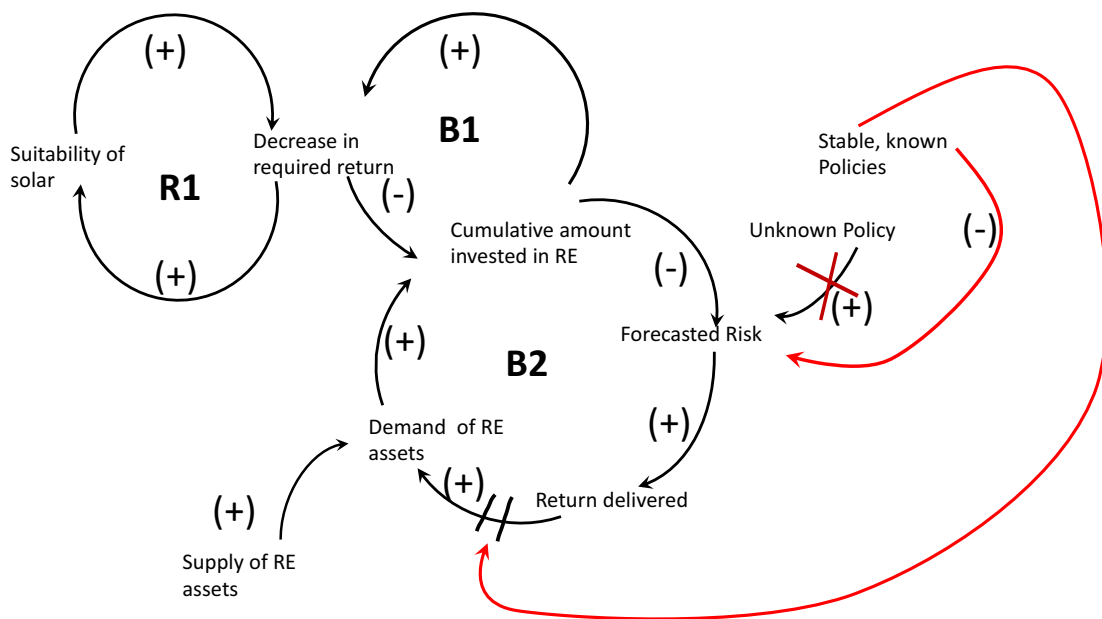 (+)
(+)
B1
Suitability of
solar
Decrease in
required return
R1
(-)
Stable, known
Policies
Cumulative amount
invested in RE
Unknown Policy
(-)
(-)
(+)
(+)
(+)
Forecasted Risk
B2
Demand  of RE
assets
(+)
(+)
Return delivered
(+)
Supply of RE
assets